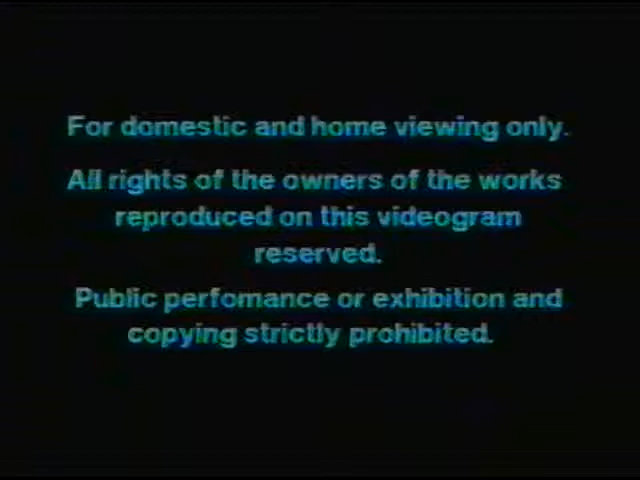 For domestic and home viewing only.
All rights of the owners of the works
reproduced on this videogram
reserved.
Public perfomance or exhibition and
copying strictly prohibited.